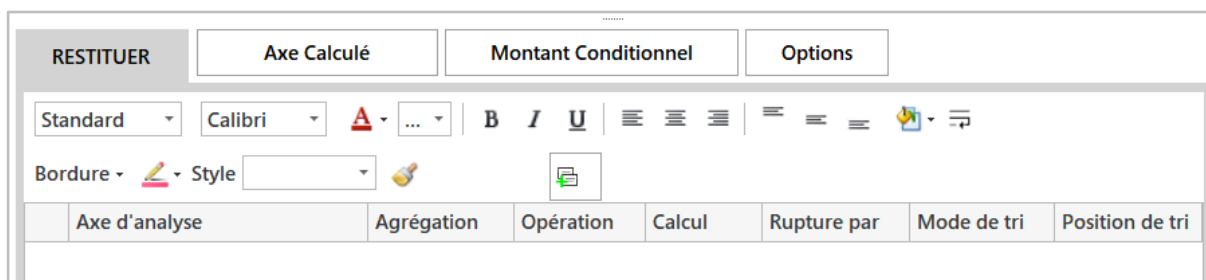 RESTITUER Axe Calculé Montant Conditionnel Options
Standard Calibri A ... B I U
Bordure Style
Axe d'analyse Agrégation Opération Calcul Rupture par Mode de tri Position de tri